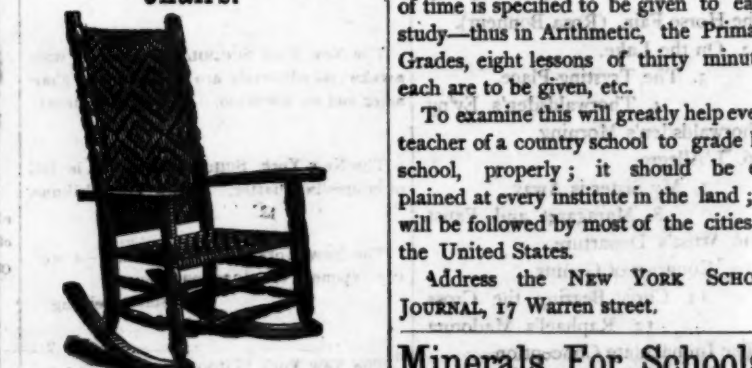 chairs.
of time is specified to be given to ea
study—thus in Arithmetic, the Prima
Grades, eight lessons of thirty minut
each are to be given, etc.
To examine this will greatly help eve
teacher of a country school to grade
school, properly; it should be e
plained at every institute in the land;
will be followed by most of the cities
the United States.
Address the NEW YORK SCHO
JOURNAL, 17 Warren street.
Minerals For Schools